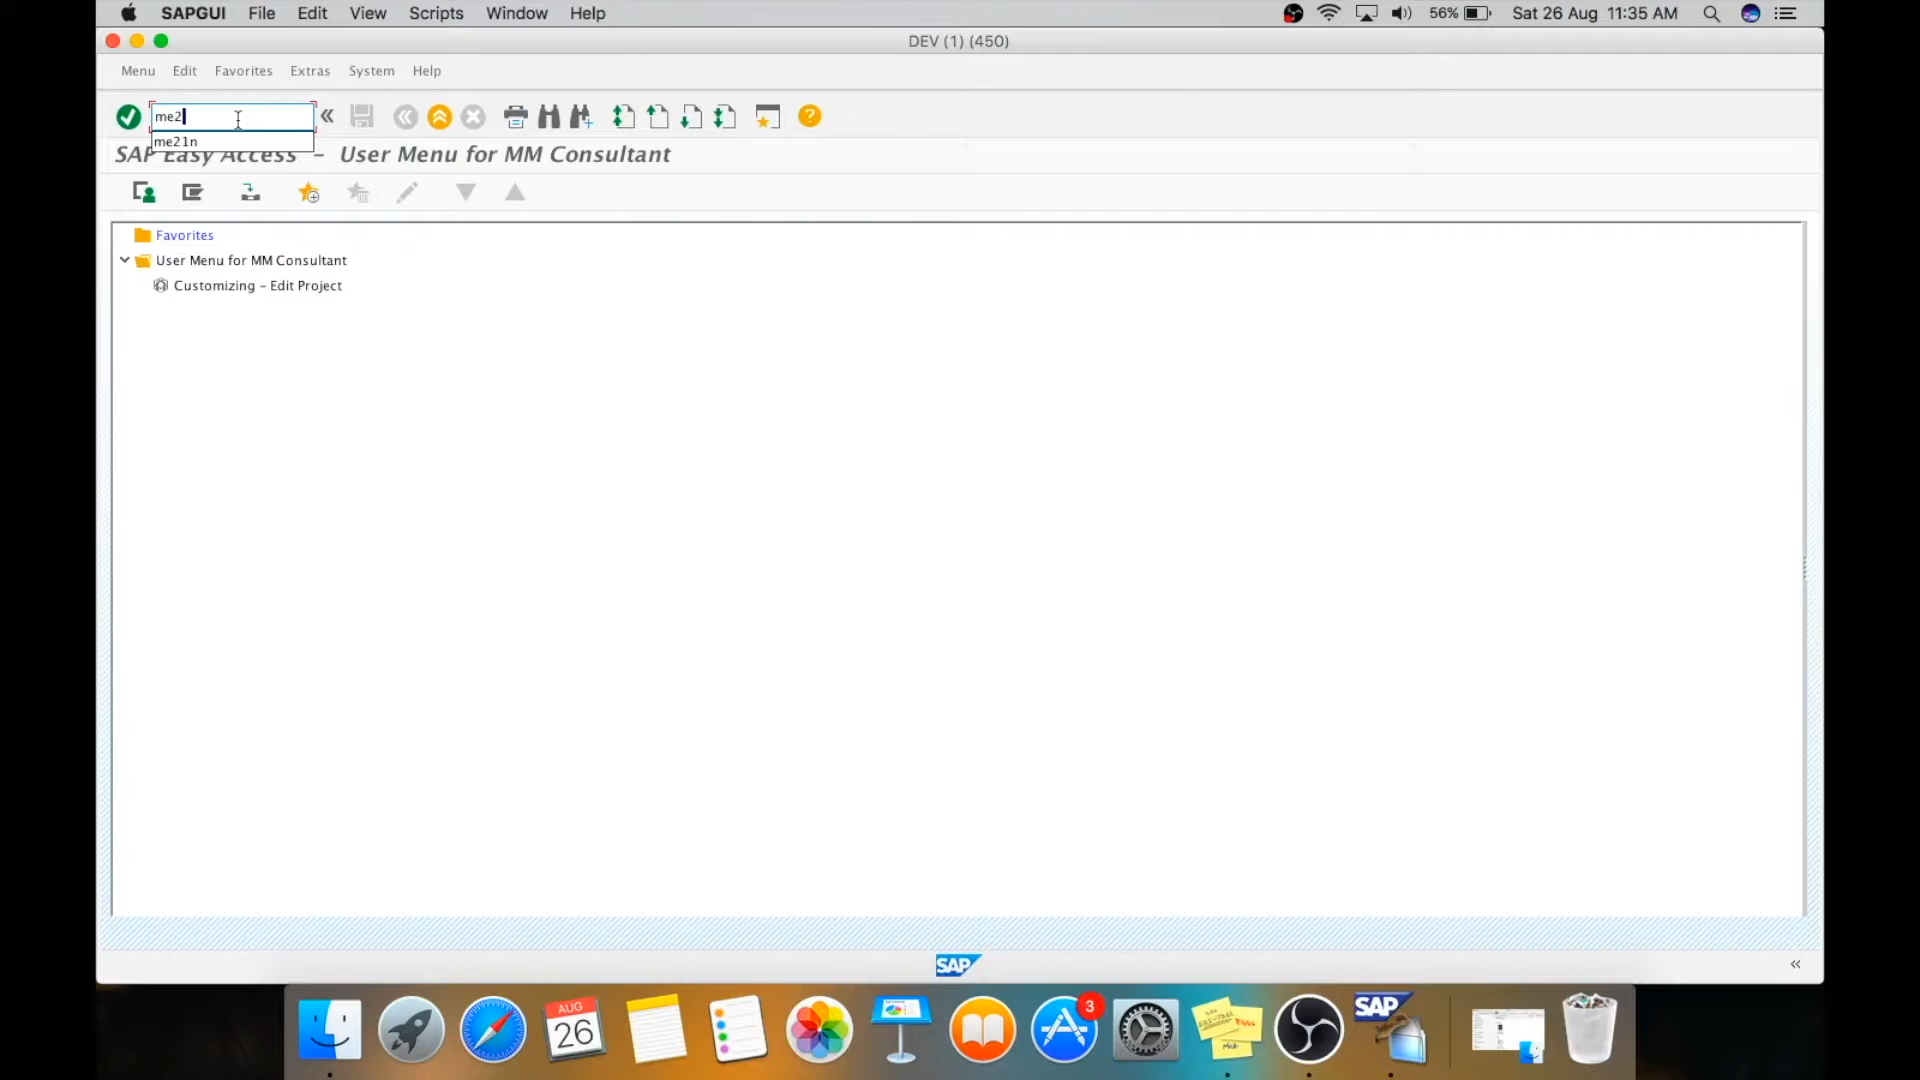 SAPGUI File Edit View Scripts Window Help 56% Sat 26 Aug 11:35 AM
DEV (1) (450)
Menu Edit Favorites Extras System Help
me2
me21n
SAP Easy Access - User Menu for MM Consultant
Favorites
User Menu for MM Consultant
Customizing - Edit Project
SAP
AUG
26
3
SAP